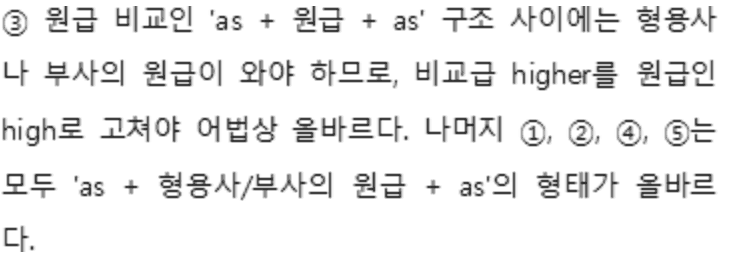 ③ 원급 비교인 'as + 원급 + as' 구조 사이에는 형용사
나 부사의 원급이 와야 하므로, 비교급 higher를 원급인
high로 고쳐야 어법상 올바르다. 나머지 ①, ②, ④, ⑤는
모두 'as + 형용사/부사의 원급 + as'의 형태가 올바르
다.